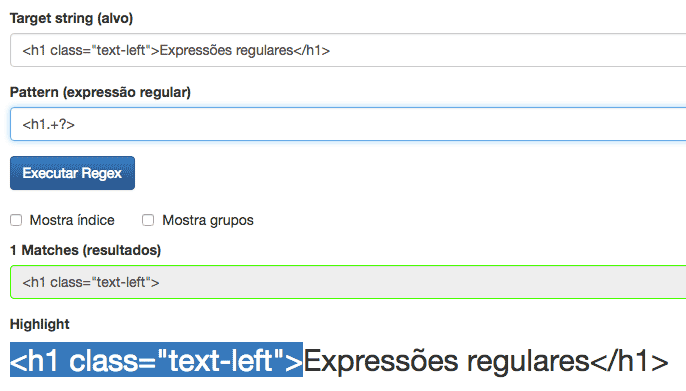 Target string (alvo)
<h1 class="text-left">Expressões regulares</h1>
Pattern (expressão regular)
<h1.+?>
Executar Regex
Mostra índice Mostra grupos
1 Matches (resultados)
<h1 class="text-left">
Highlight
<h1 class="text-left">Expressões regulares</h1>